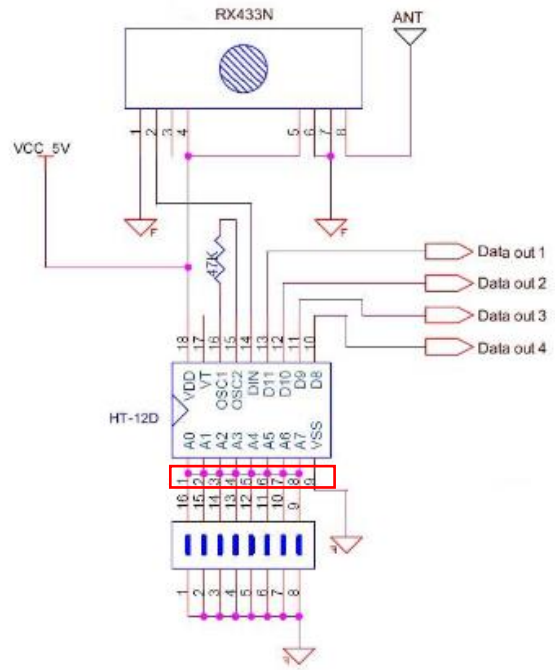 RX433N
ANT
1 2 3 4 5 6 7 8
VCC 5V
F F
47K
Data out 1
Data out 2
Data out 3
Data out 4
18 17 16 15 14 13 12 11 10
VDD VT OSC1 OSC2 DIN D11 D10 D9 D8
HT-12D
A0 A1 A2 A3 A4 A5 A6 A7 VSS
1 2 3 4 5 6 7 8 9
16 15 14 13 12 11 10 9
1 2 3 4 5 6 7 8